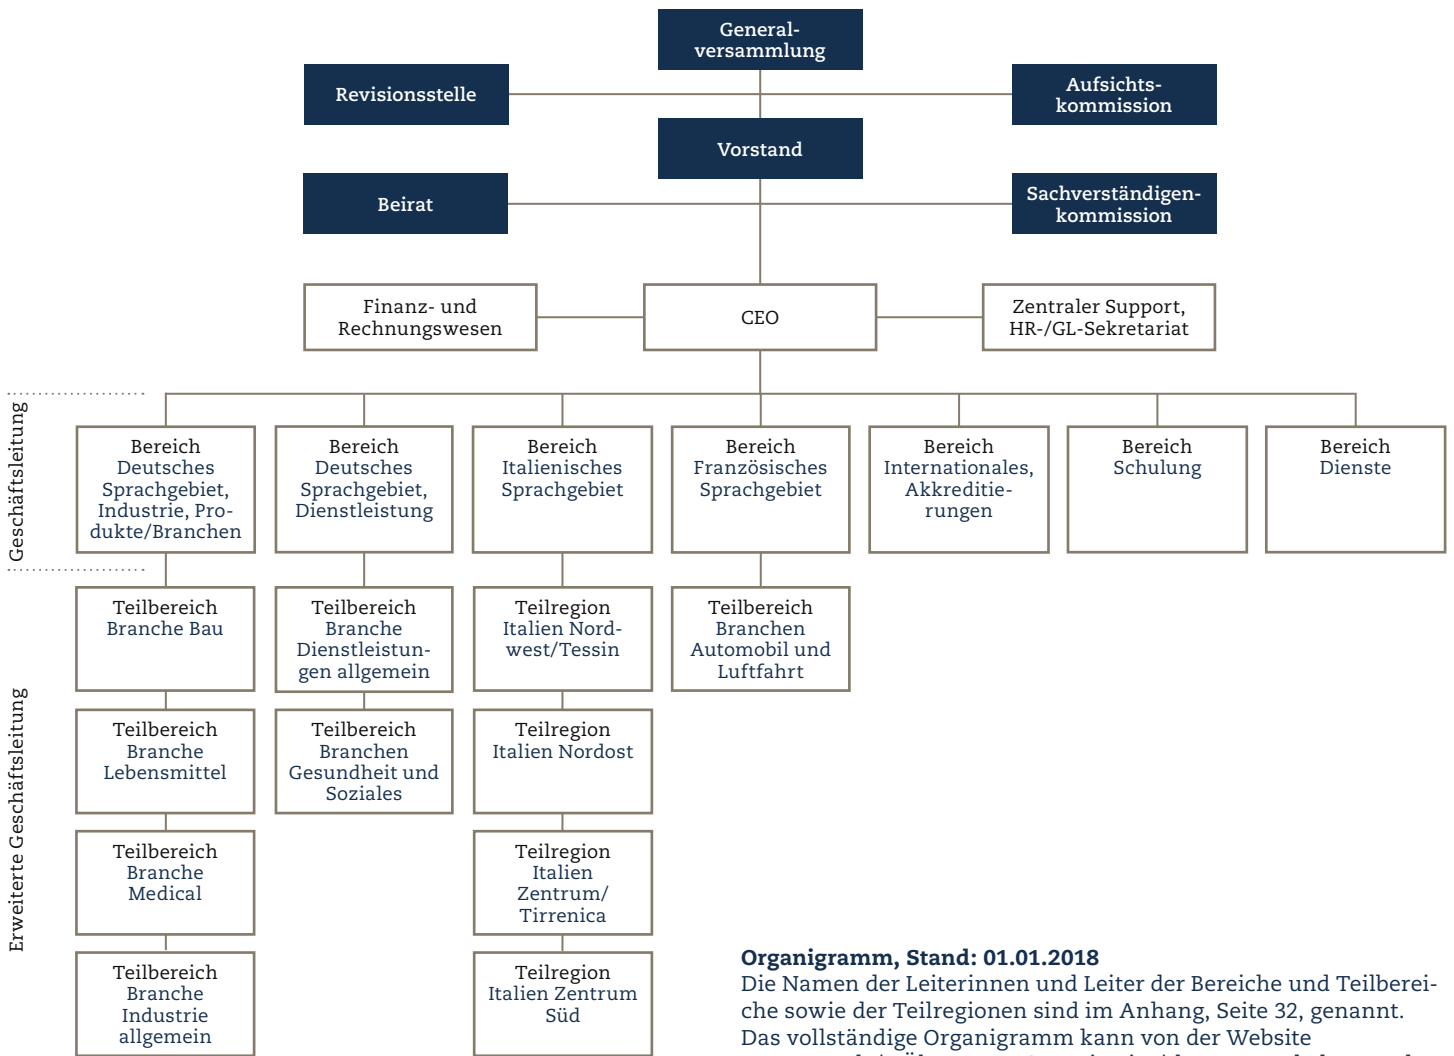 General-
versammlung
Revisionsstelle
Aufsichts-
kommission
Vorstand
Beirat
Sachverständigen-
kommission
Finanz- und
Rechnungswesen
CEO
Zentraler Support,
HR-/GL-Sekretariat
Geschäftsleitung
Bereich
Deutsches
Sprachgebiet,
Industrie, Pro-
dukte/Branchen
Bereich
Deutsches
Sprachgebiet,
Dienstleistung
Bereich
Italienisches
Sprachgebiet
Bereich
Französisches
Sprachgebiet
Bereich
Internationales,
Akkreditie-
rungen
Bereich
Schulung
Bereich
Dienste
Erweiterte Geschäftsleitung
Teilbereich
Branche Bau
Teilbereich
Branche
Dienstleistun-
gen allgemein
Teilregion
Italien Nord-
west/Tessin
Teilbereich
Branchen
Automobil und
Luftfahrt
Teilbereich
Branche
Lebensmittel
Teilbereich
Branchen
Gesundheit und
Soziales
Teilregion
Italien Nordost
Teilbereich
Branche
Medical
Teilregion
Italien
Zentrum/
Tirrenica
Teilbereich
Branche
Industrie
allgemein
Teilregion
Italien Zentrum
Süd
Organigramm, Stand: 01.01.2018
Die Namen der Leiterinnen und Leiter der Bereiche und Teilberei-
che sowie der Teilregionen sind im Anhang, Seite 32, genannt.
Das vollständige Organigramm kann von der Website